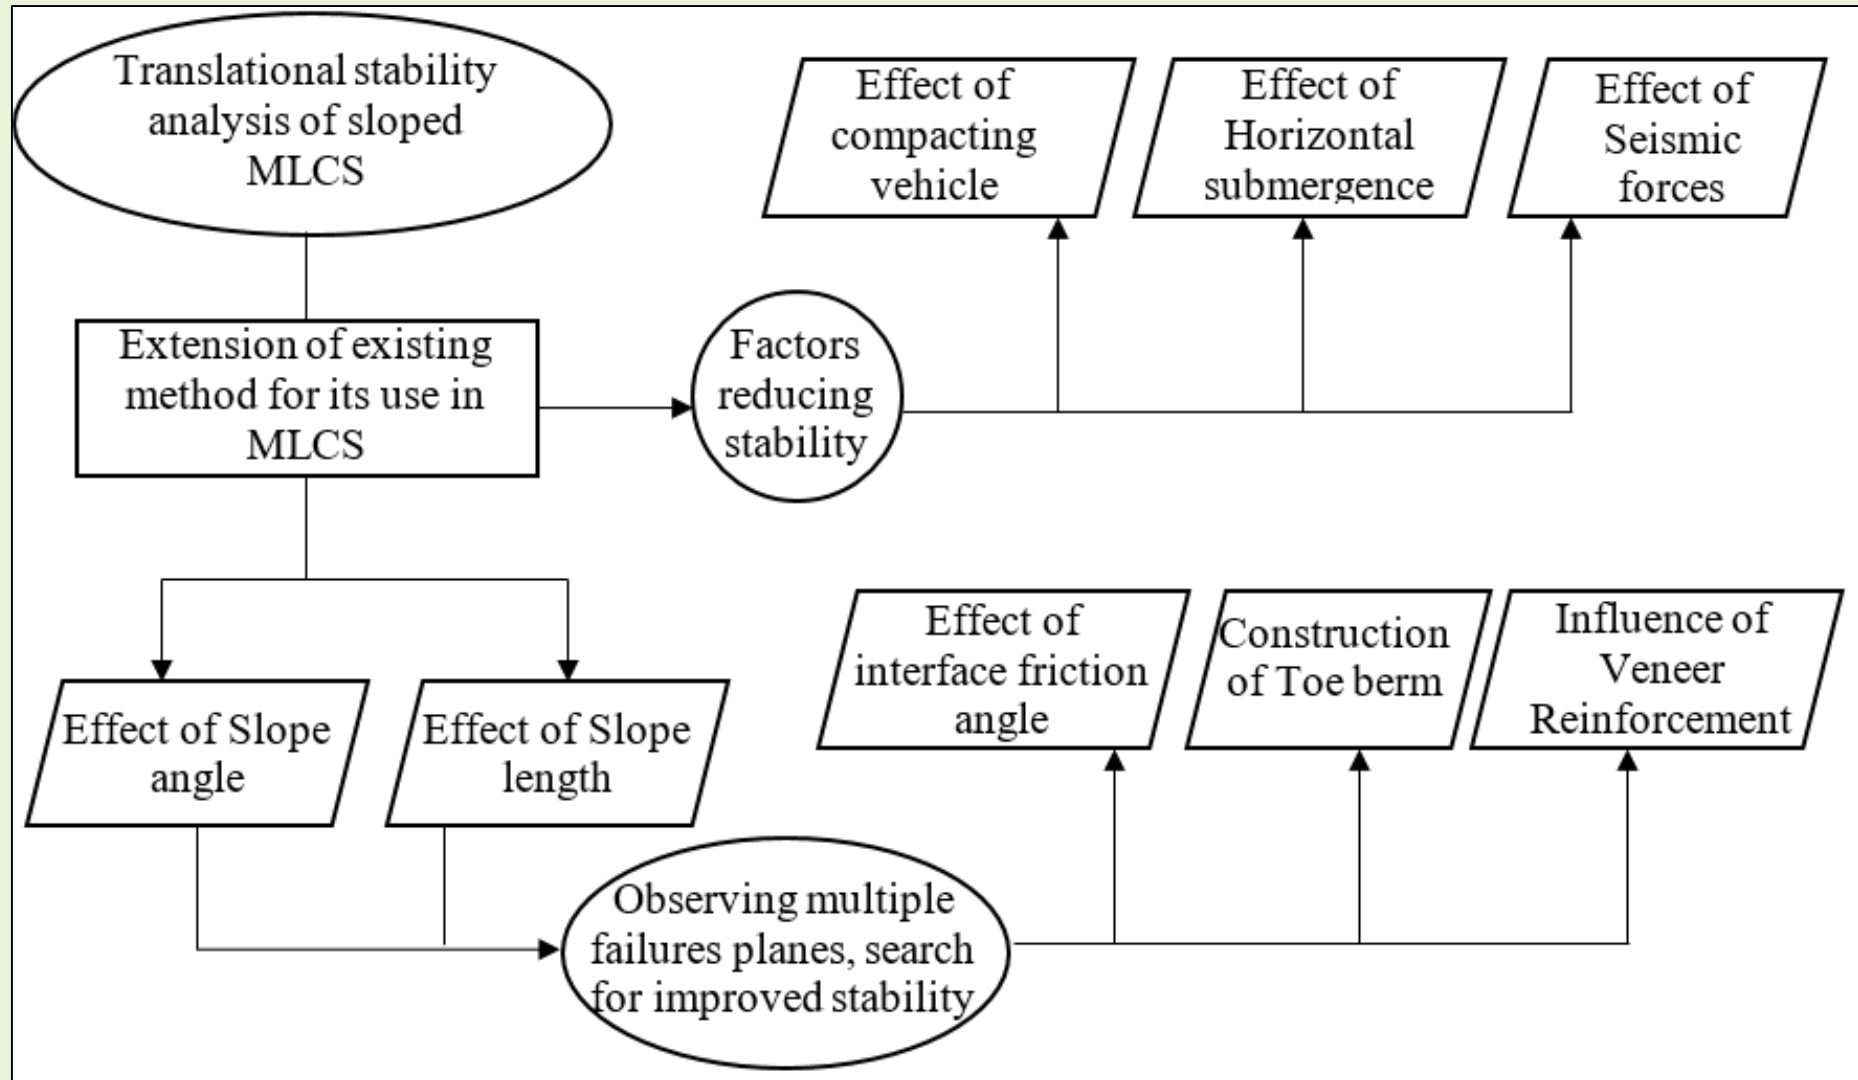 Translational stability
analysis of sloped
MLCS
Effect of
compacting
vehicle
Effect of
Horizontal
submergence
Effect of
Seismic
forces
Extension of existing
method for its use in
MLCS
Factors
reducing
stability
Effect of Slope
angle
Effect of Slope
length
Effect of
interface friction
angle
Construction
of Toe berm
Influence of
Veneer
Reinforcement
Observing multiple
failures planes, search
for improved stability